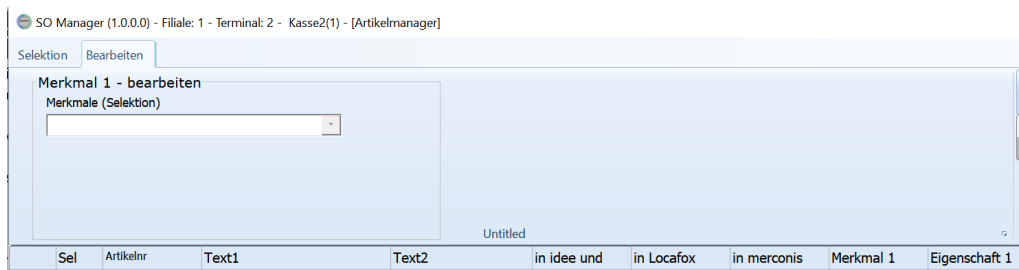 SO Manager (1.0.0.0) - Filiale: 1 - Terminal: 2 - Kasse2(1) - [Artikelmanager]
Selektion Bearbeiten
Merkmal 1 - bearbeiten
Merkmale (Selektion)
Untitled
Sel Artikelnr Text1 Text2 in idee und in Locafox in merconis Merkmal 1 Eigenschaft 1